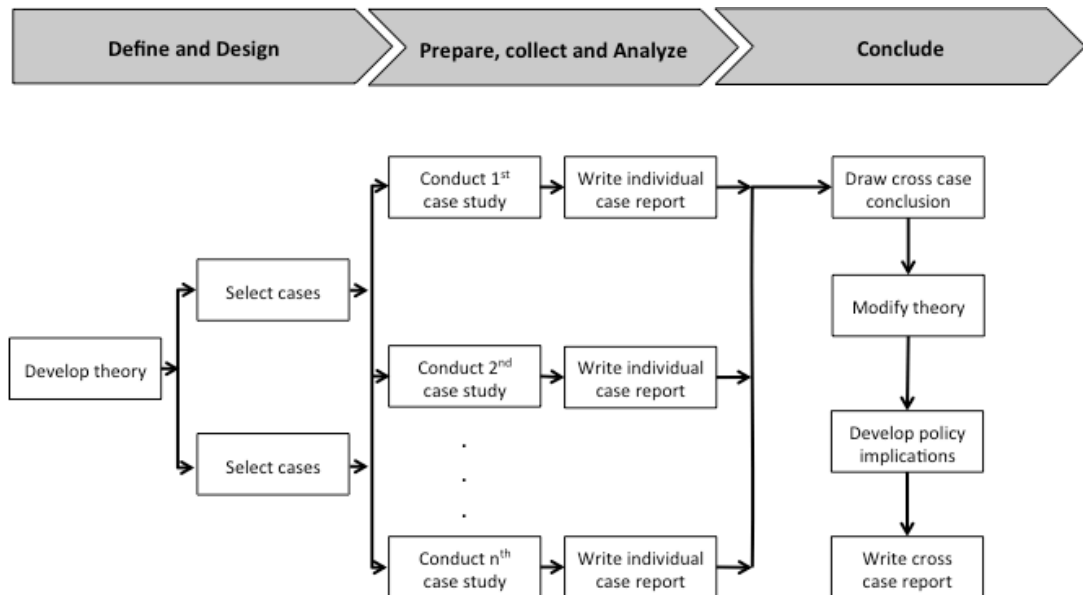 Define and Design
Prepare, collect and Analyze
Conclude
Develop theory
Select cases
Select cases
Conduct 1st
case study
Write individual
case report
Conduct 2nd
case study
Write individual
case report
.
.
.
Conduct nth
case study
Write individual
case report
Draw cross case
conclusion
Modify theory
Develop policy
implications
Write cross
case report